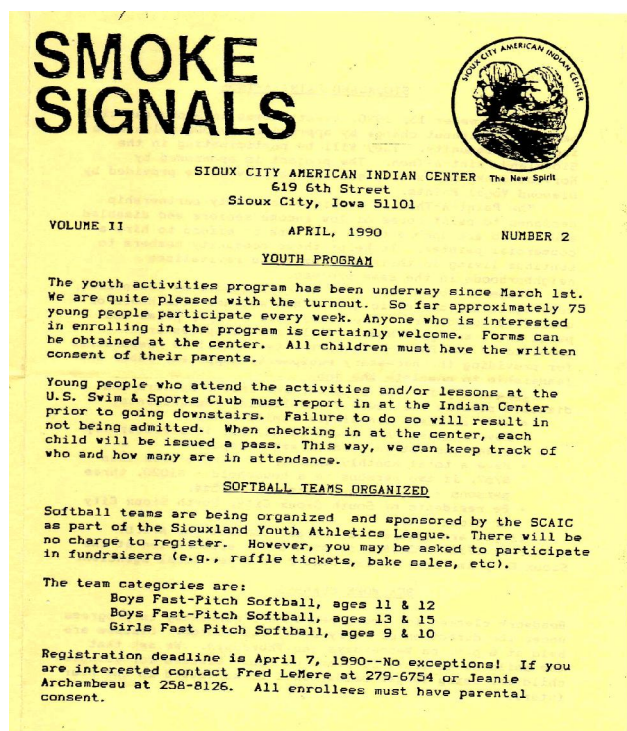 SMOKE
SIGNALS
SIOUX CITY AMERICAN INDIAN CENTER
The New Spirit
SIOUX CITY AMERICAN INDIAN CENTER
619 6th Street
Sioux City, Iowa 51101
VOLUME II APRIL, 1990 NUMBER 2
YOUTH PROGRAM
The youth activities program has been underway since March 1st.
We are quite pleased with the turnout. So far approximately 75
young people participate every week. Anyone who is interested
in enrolling in the program is certainly welcome. Forms can
be obtained at the center. All children must have the written
consent of their parents.
Young people who attend the activities and/or lessons at the
U.S. Swim & Sports Club must report in at the Indian Center
prior to going downstairs. Failure to do so will result in
not being admitted. When checking in at the center, each
child will be issued a pass. This way, we can keep track of
who and how many are in attendance.
SOFTBALL TEAMS ORGANIZED
Softball teams are being organized and sponsored by the SCAIC
as part of the Siouxland Youth Athletics League. There will be
no charge to register. However, you may be asked to participate
in fundraisers (e.g., raffle tickets, bake sales, etc).
The team categories are:
Boys Fast-Pitch Softball, ages 11 & 12
Boys Fast-Pitch Softball, ages 13 & 15
Girls Fast Pitch Softball, ages 9 & 10
Registration deadline is April 7, 1990--No exceptions! If you
are interested contact Fred LeMere at 279-6754 or Jeanie
Archambeau at 258-8126. All enrollees must have parental
consent.